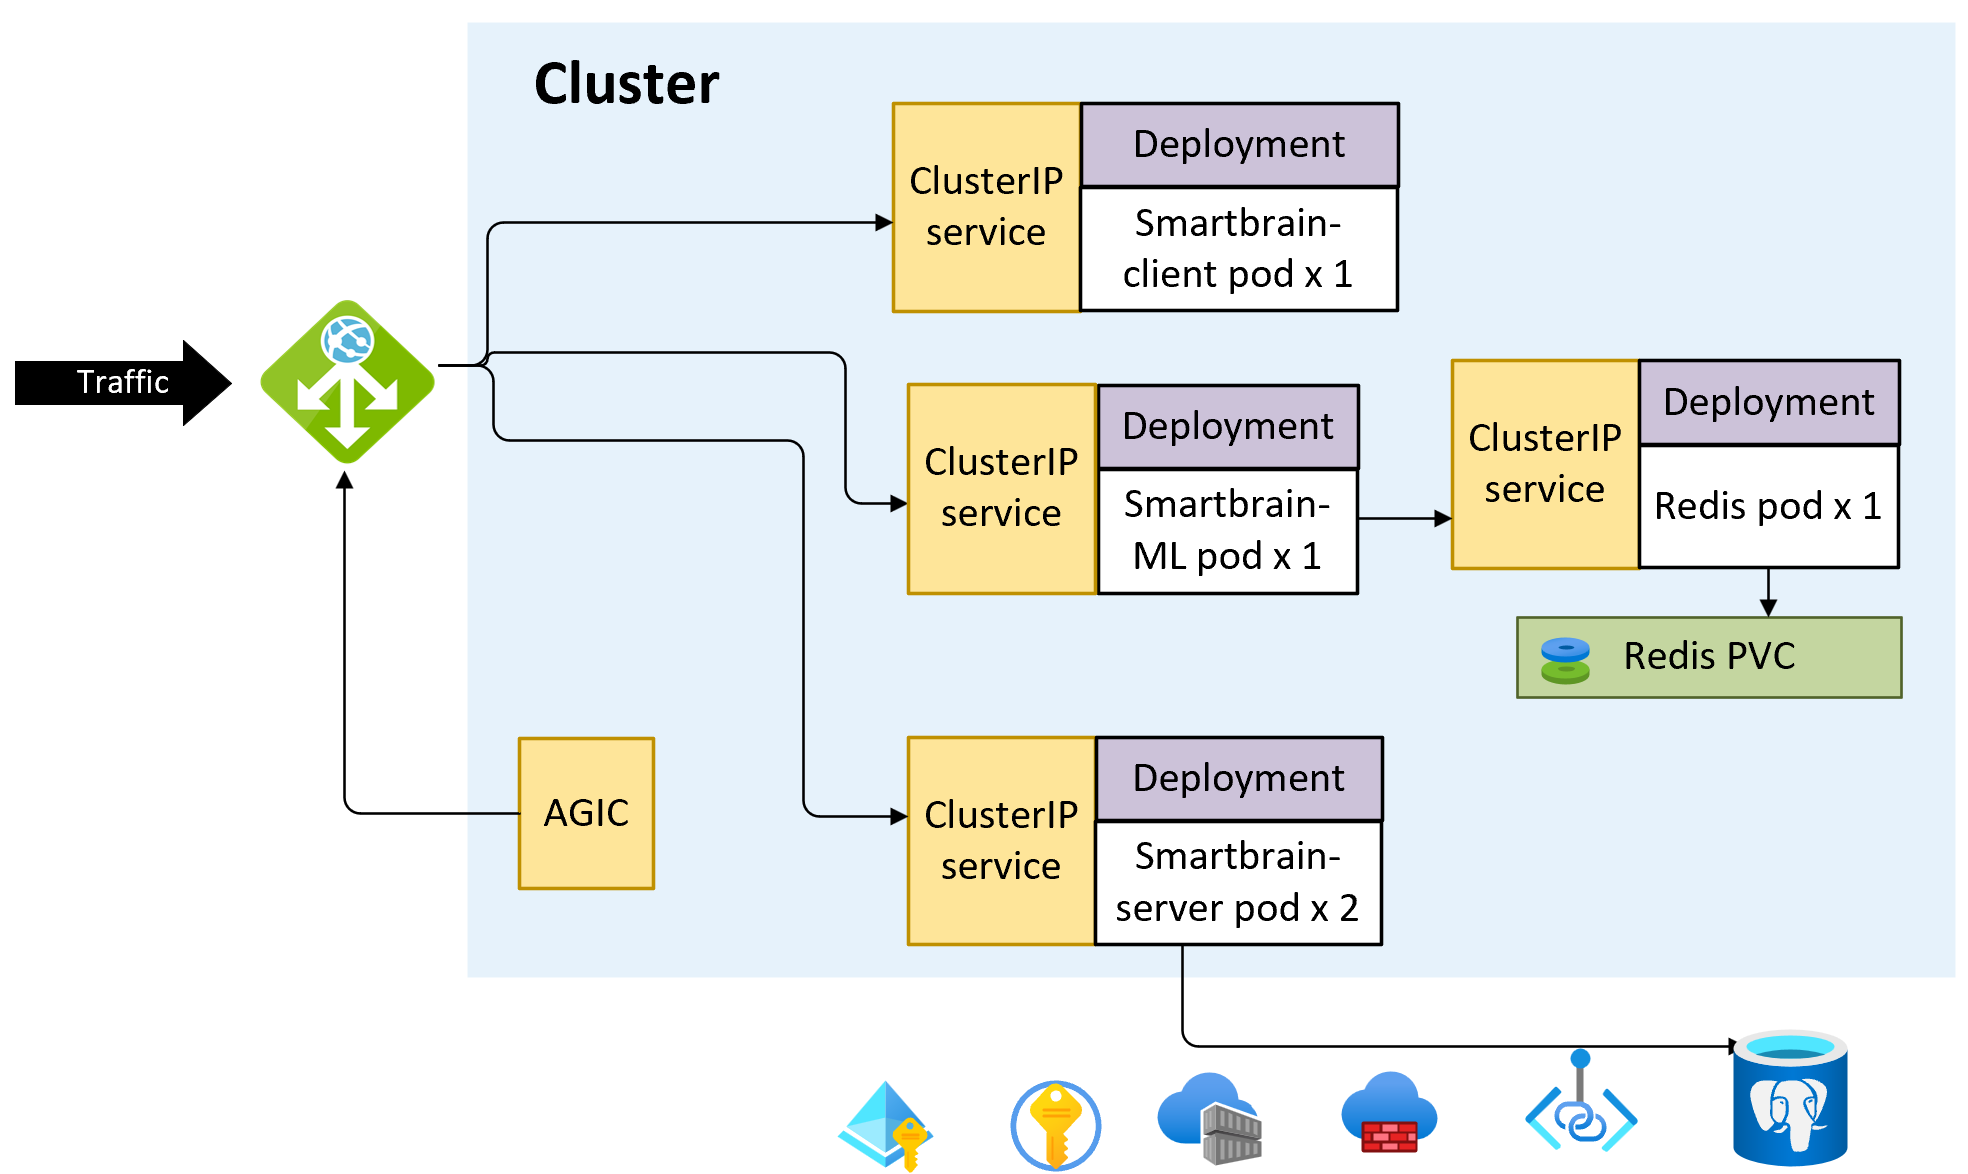 Cluster
Traffic
ClusterIP
service
Deployment
Smartbrain-
client pod x 1
ClusterIP
service
Deployment
Smartbrain-
ML pod x 1
ClusterIP
service
Deployment
Redis pod x 1
Redis PVC
AGIC
ClusterIP
service
Deployment
Smartbrain-
server pod x 2